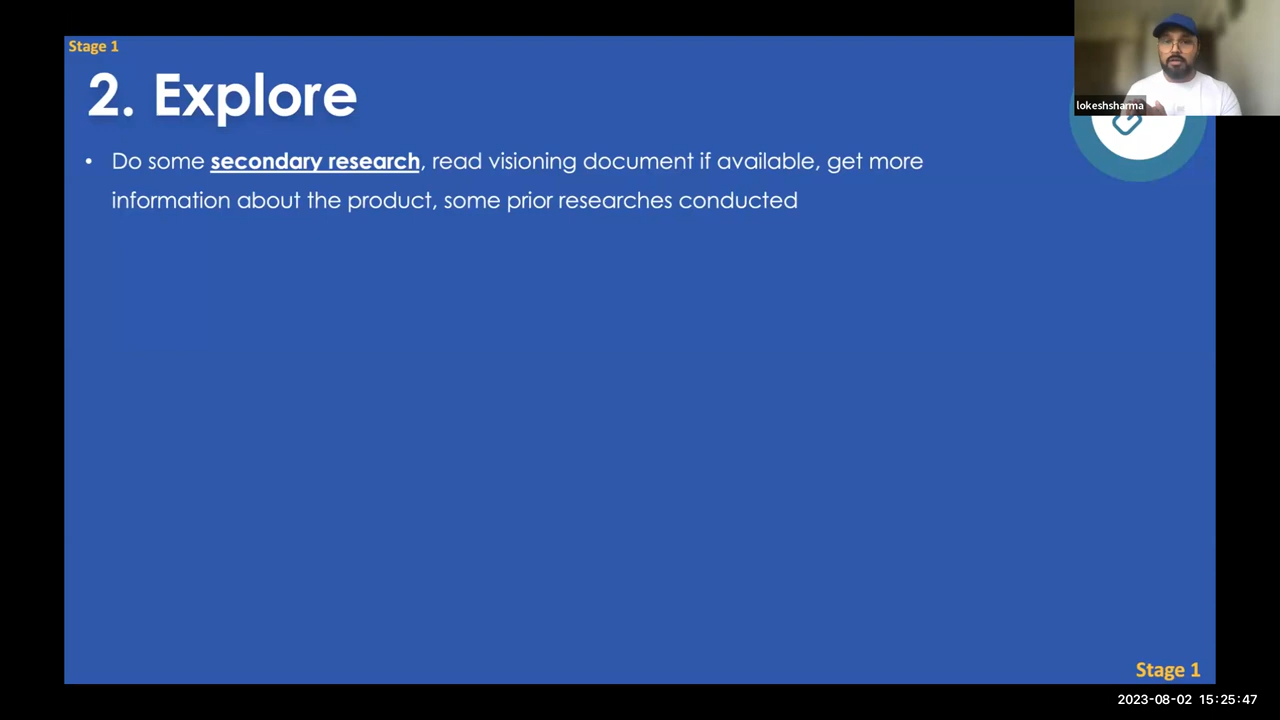 Stage 1
2. Explore
• Do some secondary research, read visioning document if available, get more
information about the product, some prior researches conducted
lokeshsharma
Stage 1
2023-08-02 15:25:47